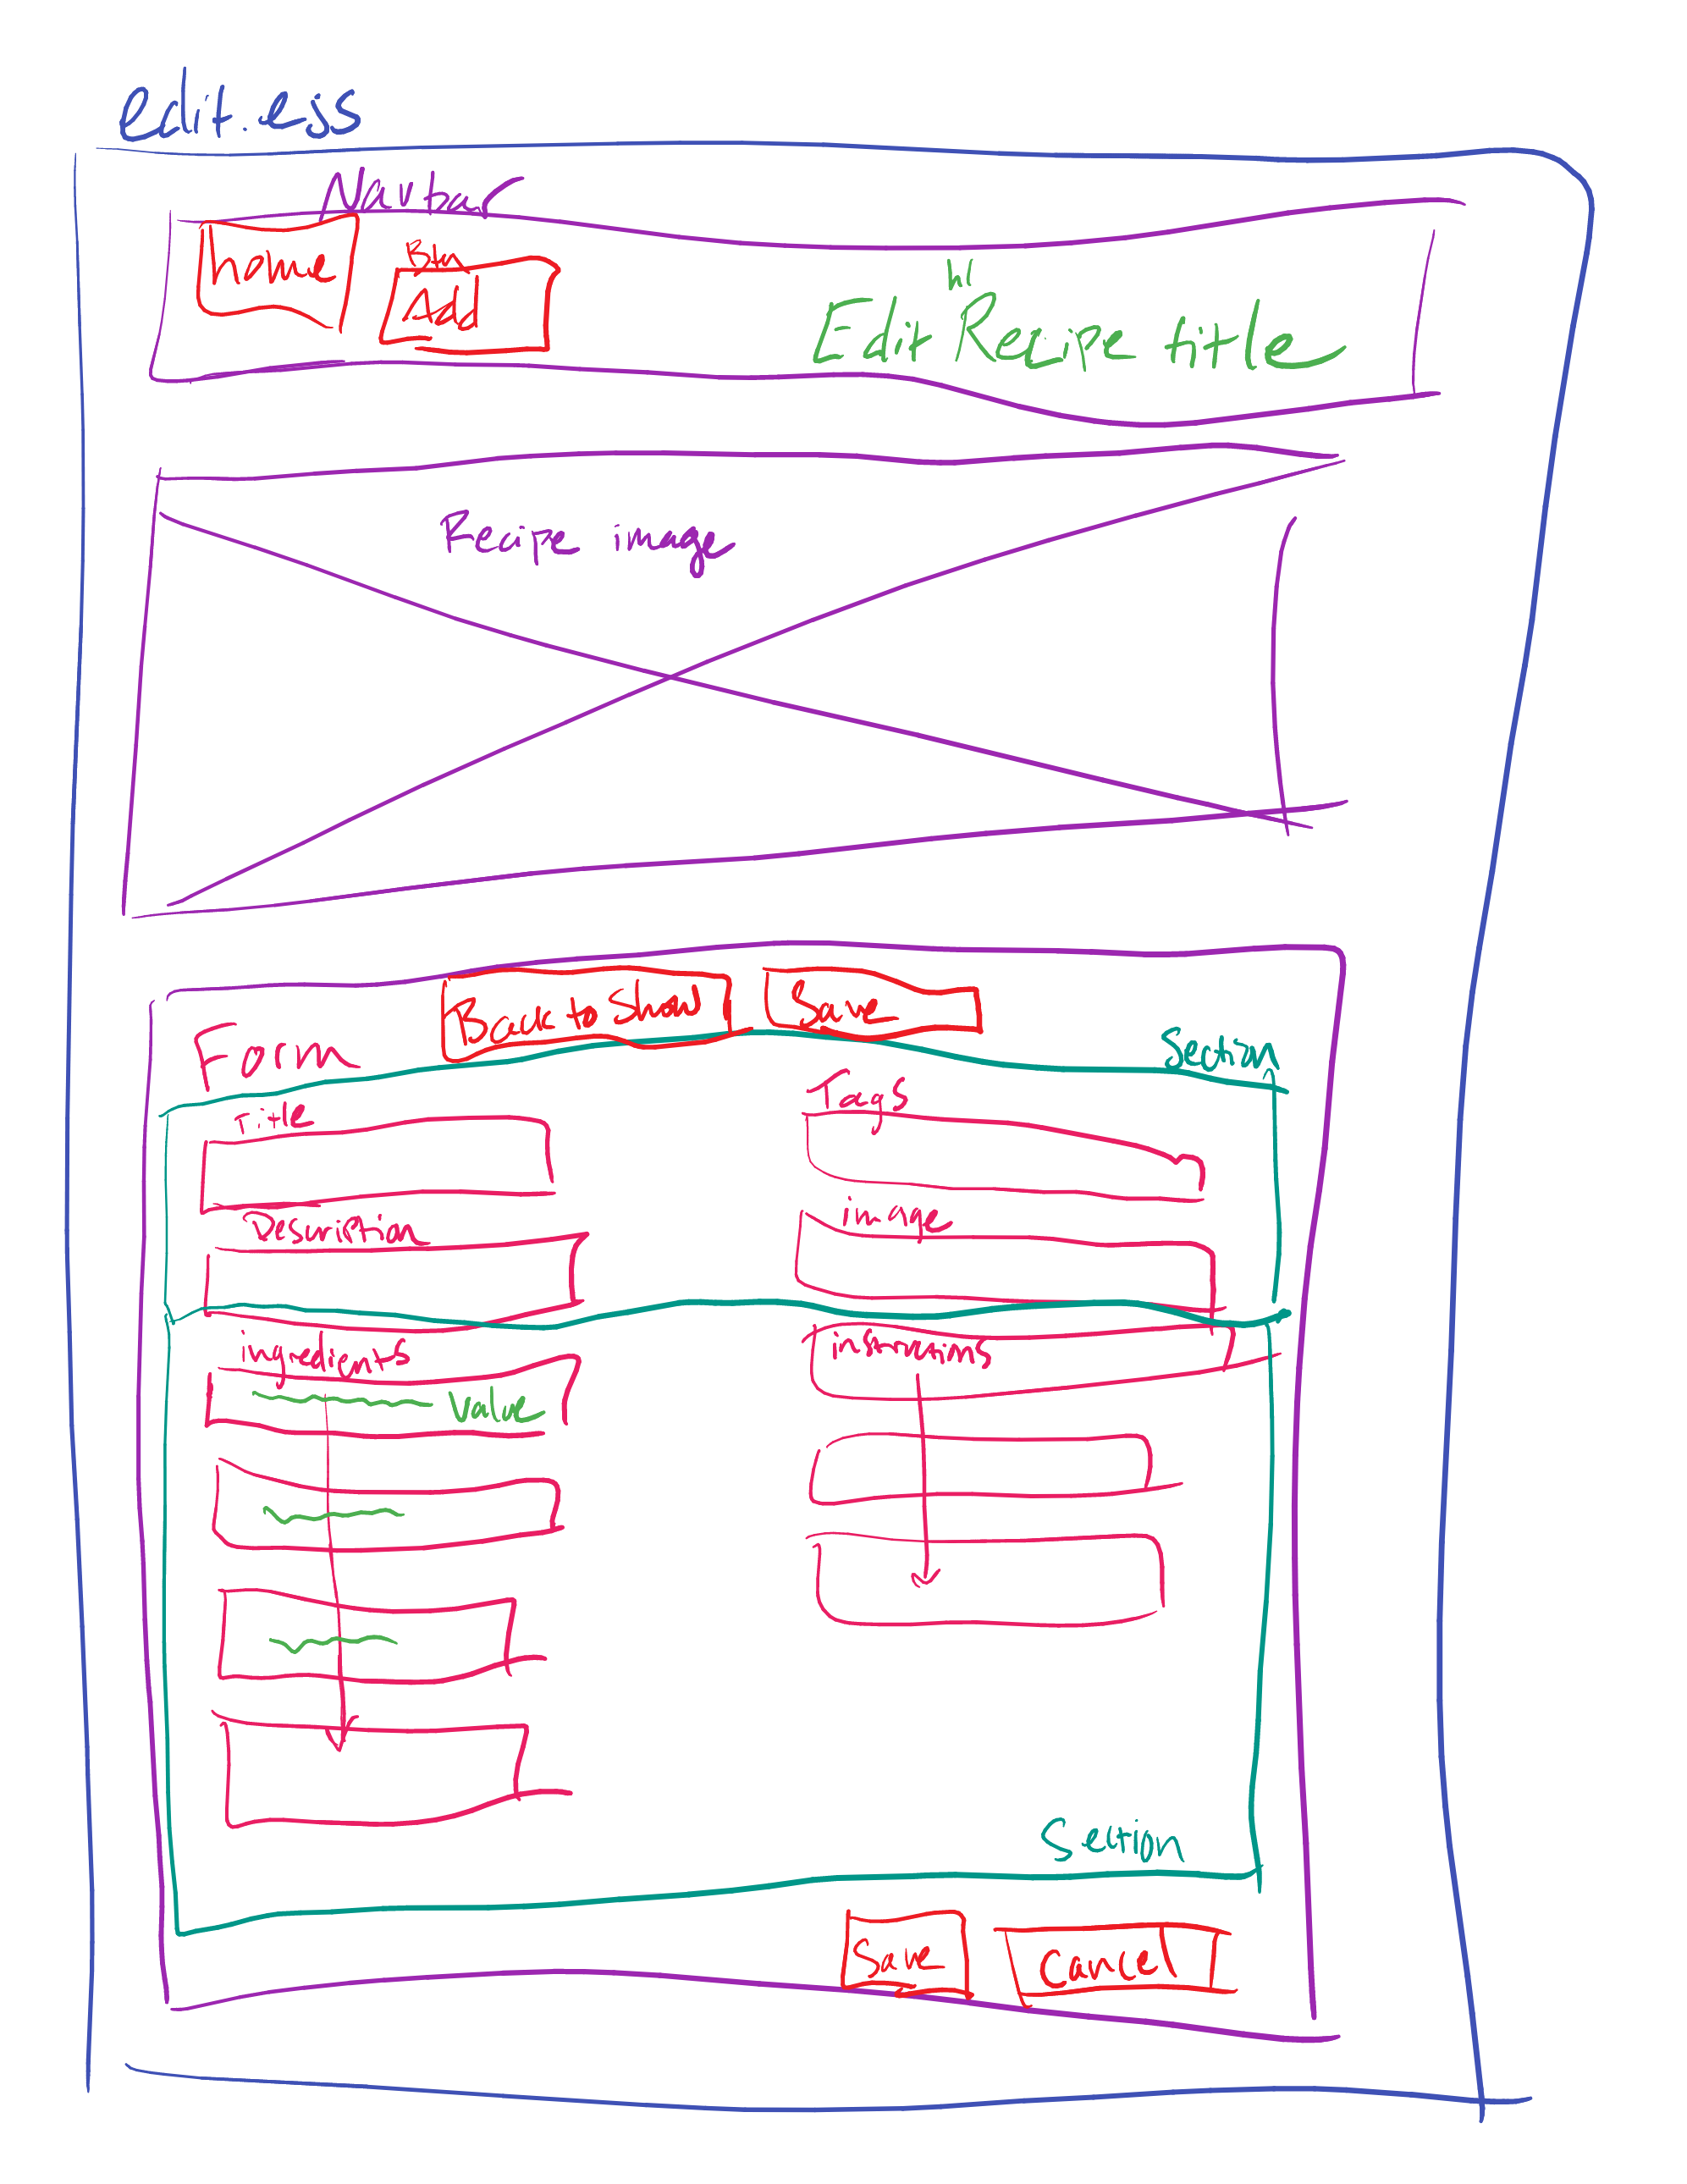 edit.ejs
Navbar
home
Btn
Add
h1
Edit Recipe title
Recipe image
Back to Show
Save
Form
Section
Title
Tags
Description
image
ingredients
instructions
Value
Section
Save
Cancel